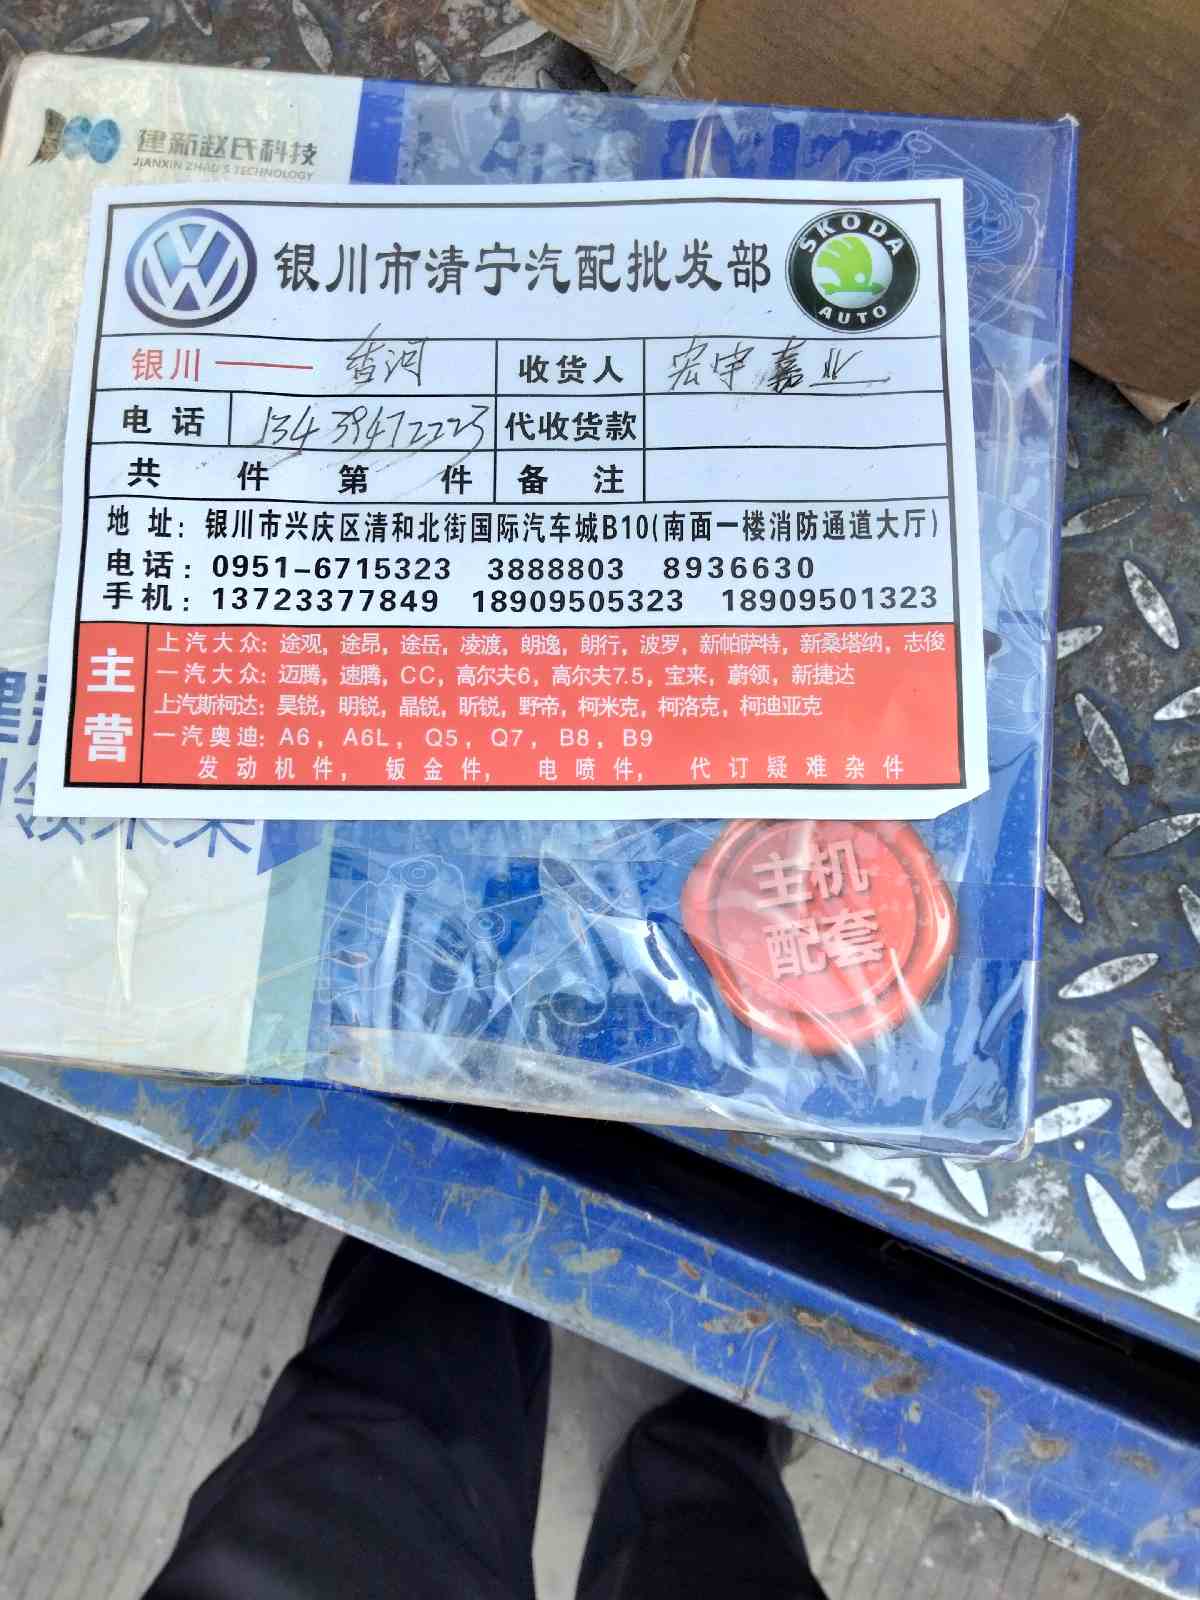 建新赵氏科技
JIANXIN ZHAO'S TECHNOLOGY
银川市清宁汽配批发部
SKODA
AUTO
银川——香河 收货人 宏宇嘉业
电话 13439472223 代收货款
共 件 第 件 备注
地址：银川市兴庆区清和北街国际汽车城B10(南面一楼消防通道大厅)
电话：0951-6715323 3888803 8936630
手机：13723377849 18909505323 18909501323
主营
上汽大众：途观，途昂，途岳，凌渡，朗逸，朗行，波罗，新帕萨特，新桑塔纳，志俊
一汽大众：迈腾，速腾，CC，高尔夫6，高尔夫7.5，宝来，蔚领，新捷达
上汽斯柯达：昊锐，明锐，晶锐，昕锐，野帝，柯米克，柯洛克，柯迪亚克
一汽奥迪：A6，A6L，Q5，Q7，B8，B9
发动机件，钣金件，电喷件，代订疑难杂件
主机
配套